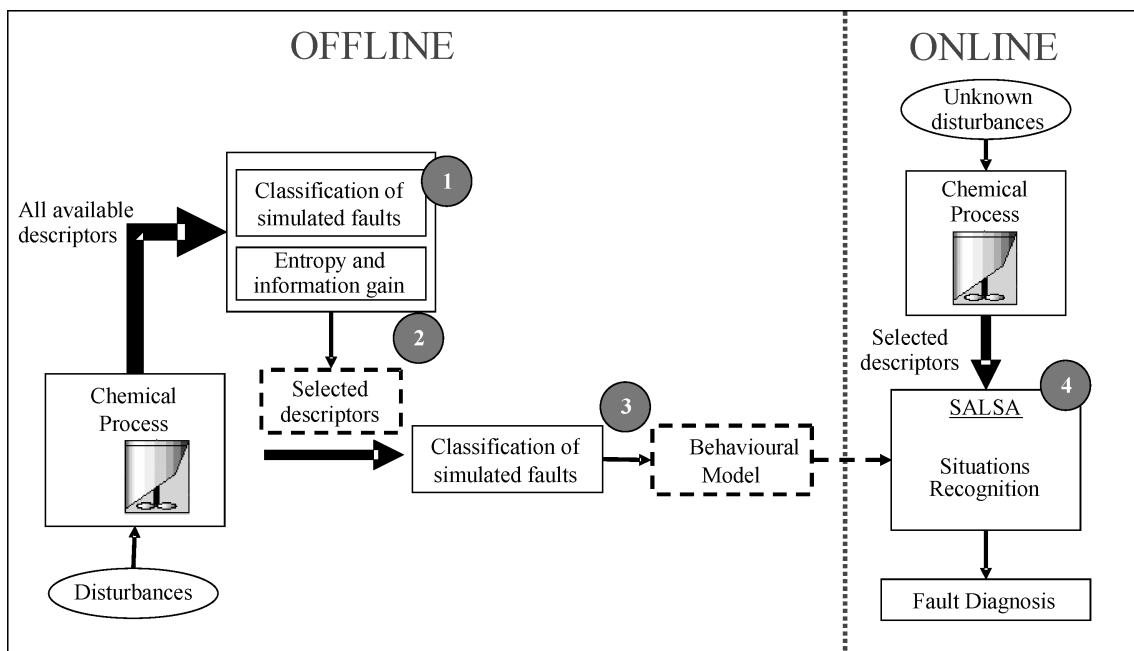 OFFLINE
All available
descriptors
1
Classification of
simulated faults
Entropy and
information gain
2
Selected
descriptors
Chemical
Process
Disturbances
3
Classification of
simulated faults
Behavioural
Model
ONLINE
Unknown
disturbances
Chemical
Process
Selected
descriptors
4
SALSA
Situations
Recognition
Fault Diagnosis